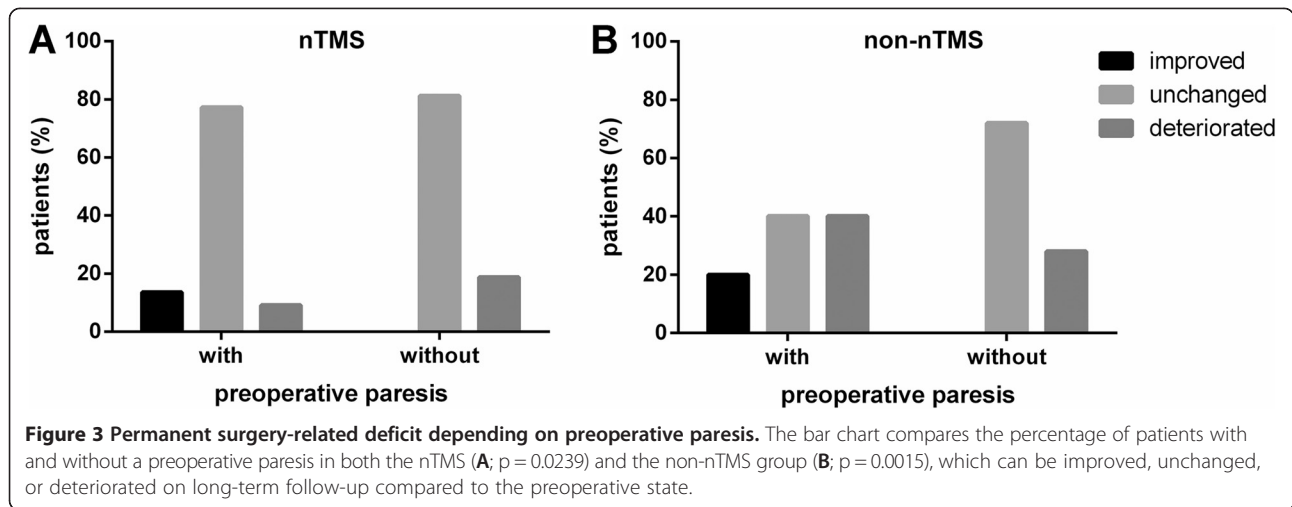 A
nTMS
100
80
60
40
20
0
patients (%)
with
without
preoperative paresis
B
non-nTMS
100
80
60
40
20
0
patients (%)
with
without
preoperative paresis
improved
unchanged
deteriorated
Figure 3 Permanent surgery-related deficit depending on preoperative paresis. The bar chart compares the percentage of patients with
and without a preoperative paresis in both the nTMS (A; p = 0.0239) and the non-nTMS group (B; p = 0.0015), which can be improved, unchanged,
or deteriorated on long-term follow-up compared to the preoperative state.